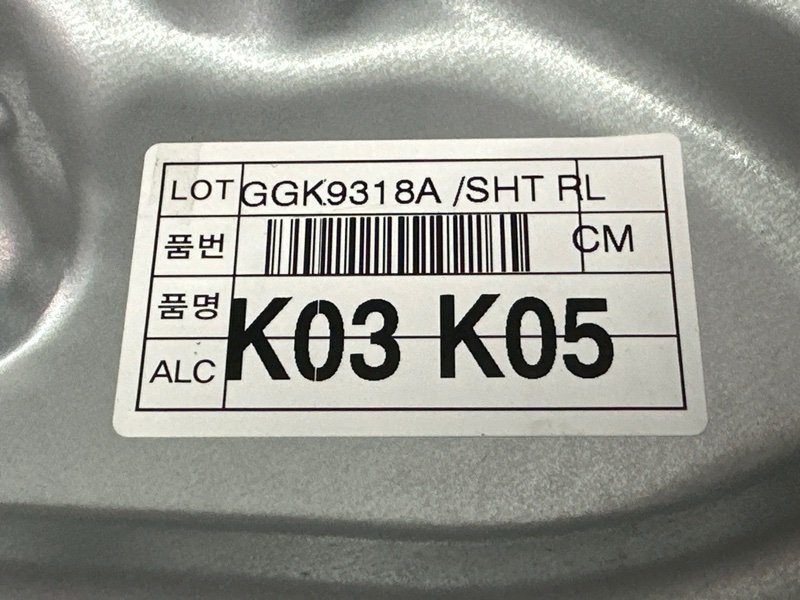 LOT GGK9318A /SHT RL
품번 CM
품명 K03 K05
ALC